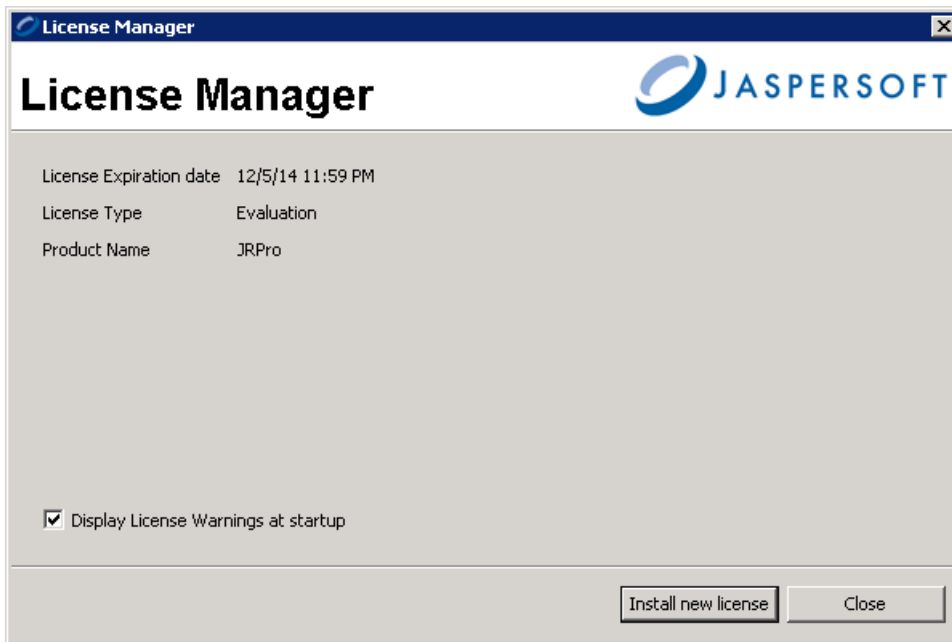 License Manager
License Manager
JASPERSOFT
License Expiration date 12/5/14 11:59 PM
License Type Evaluation
Product Name JRPro
Display License Warnings at startup
Install new license Close